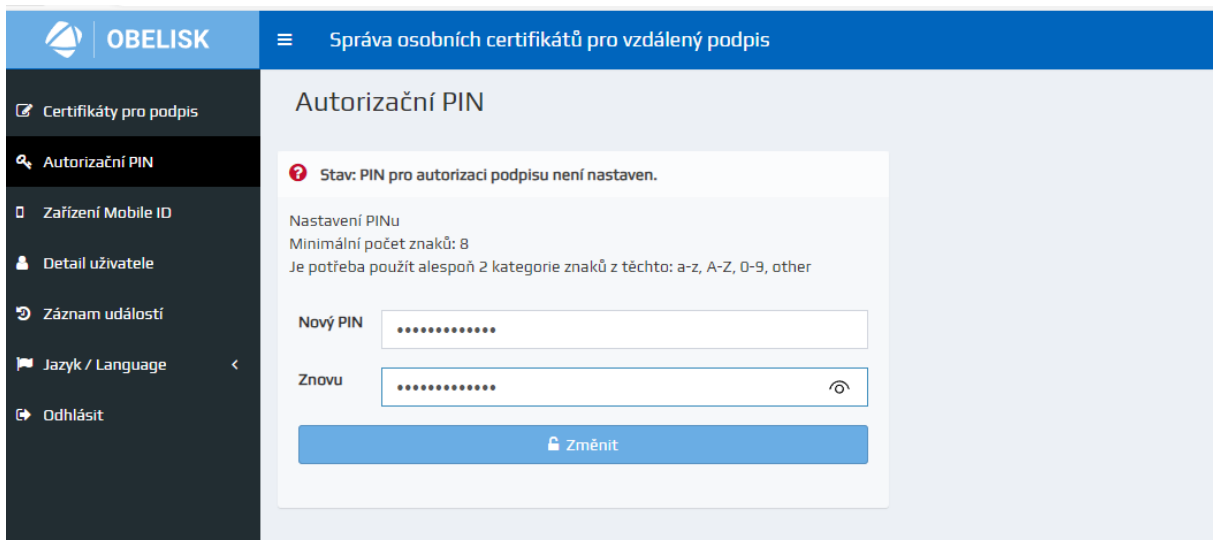 OBELISK
Správa osobních certifikátů pro vzdálený podpis
Certifikáty pro podpis
Autorizační PIN
Zařízení Mobile ID
Detail uživatele
Záznam událostí
Jazyk / Language
Odhlásit
Autorizační PIN
Stav: PIN pro autorizaci podpisu není nastaven.
Nastavení PINu
Minimální počet znaků: 8
Je potřeba použít alespoň 2 kategorie znaků z těchto: a-z, A-Z, 0-9, other
Nový PIN
•••••••••••••
Znovu
•••••••••••••
Změnit